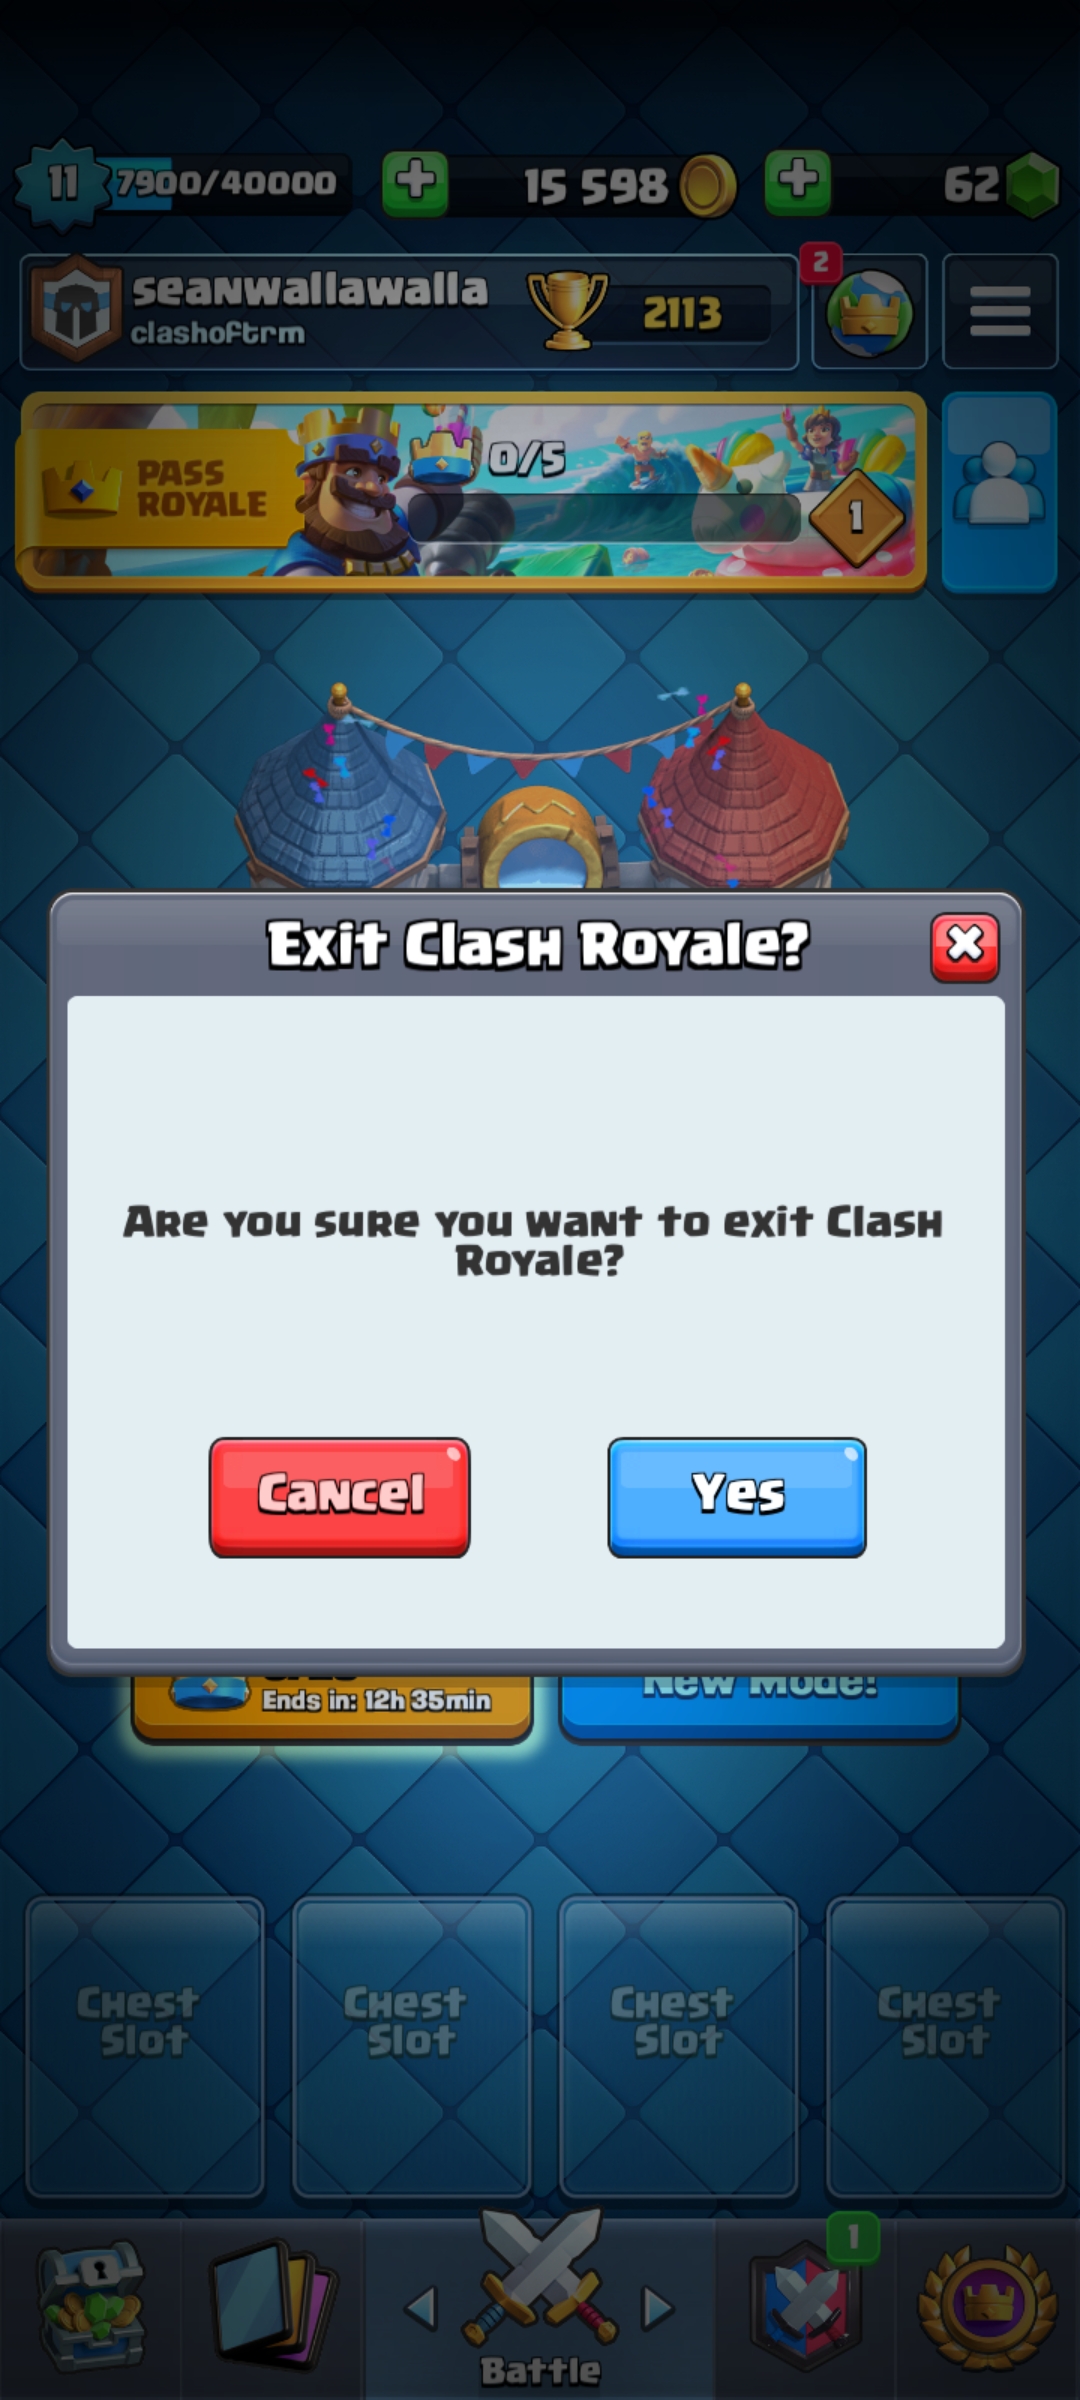 11
7900/40000
15 598
62
seanwallawalla
clashoftrm
2113
2
PASS
ROYALE
0/5
1
Exit Clash Royale?
Are you sure you want to exit Clash
Royale?
Cancel
Yes
Ends in: 12h 35min
New Mode!
Chest
Slot
Chest
Slot
Chest
Slot
Chest
Slot
1
Battle